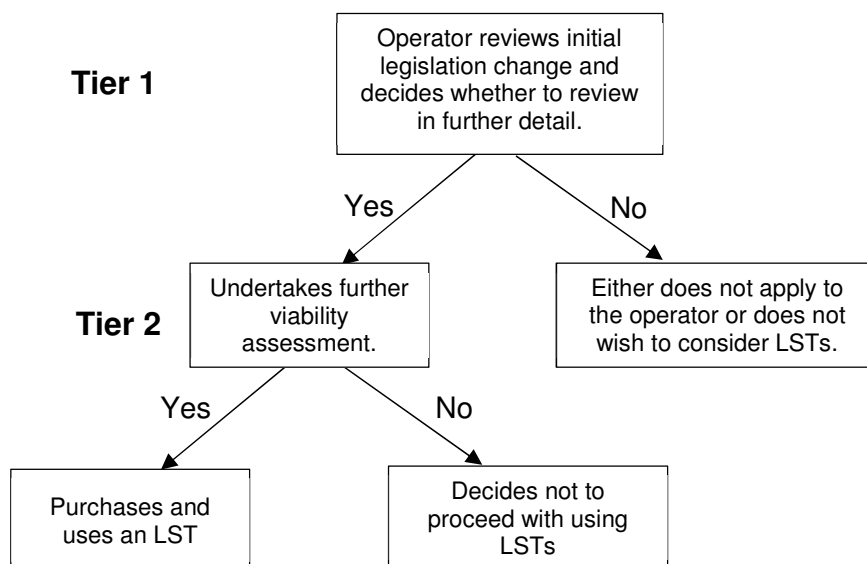 Tier 1
Operator reviews initial
legislation change and
decides whether to review
in further detail.
Yes
No
Tier 2
Undertakes further
viability
assessment.
Either does not apply to
the operator or does not
wish to consider LSTs.
Yes
No
Purchases and
uses an LST
Decides not to
proceed with using
LSTs